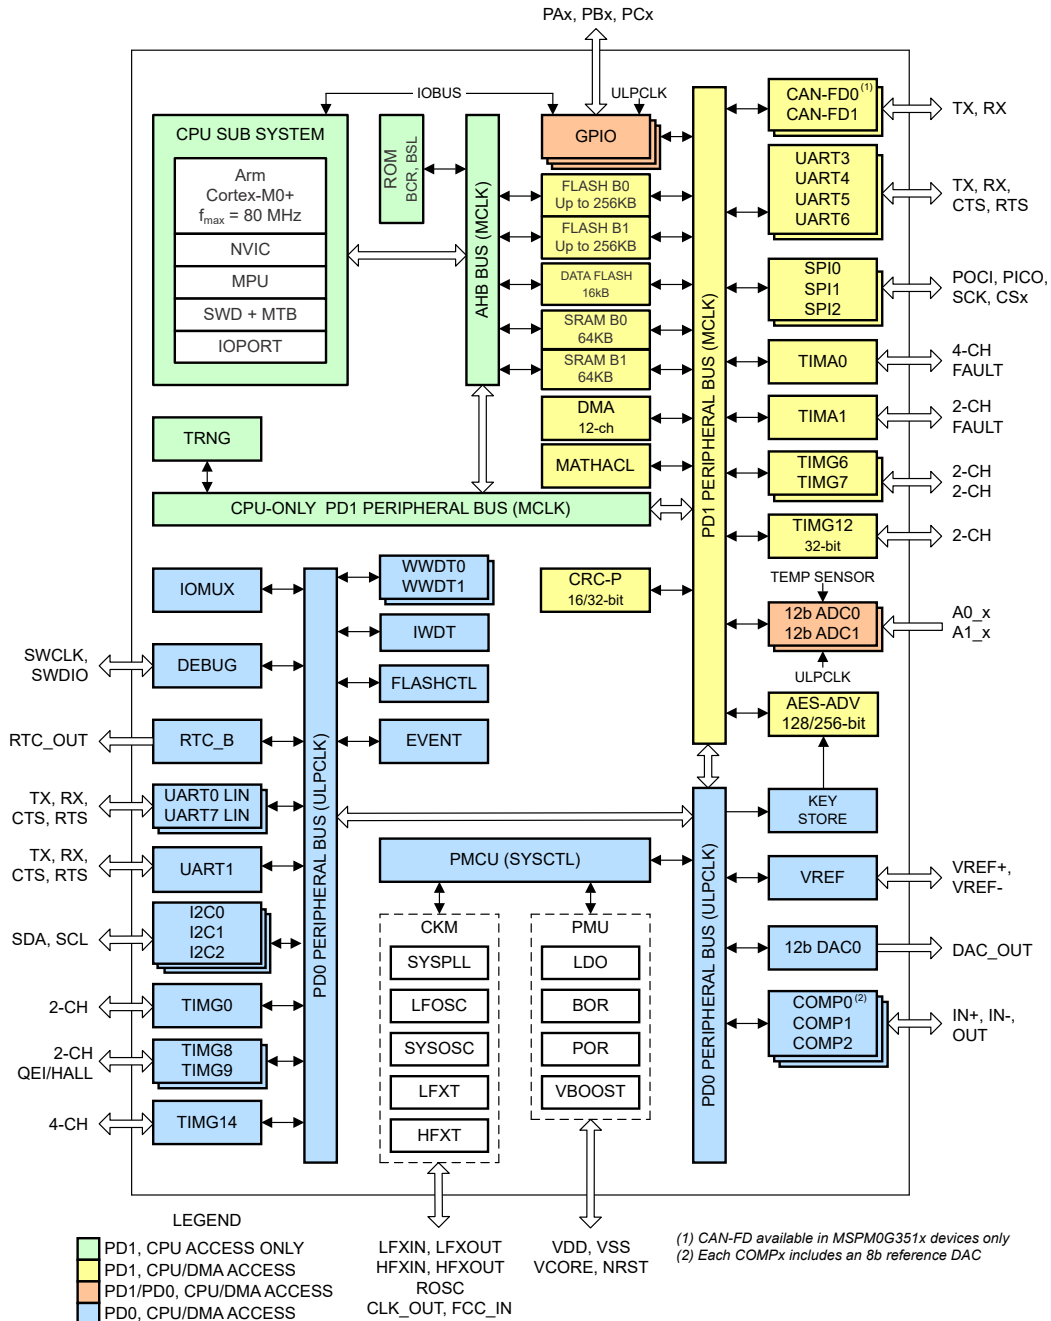 PAx, PBx, PCx
IOBUS
ULPCLK
CPU SUB SYSTEM
Arm
Cortex-M0+
fmax = 80 MHz
NVIC
MPU
SWD + MTB
IOPORT
ROM
BCR, BSL
AHB BUS (MCLK)
GPIO
FLASH B0
Up to 256KB
FLASH B1
Up to 256KB
DATA FLASH
16kB
SRAM B0
64KB
SRAM B1
64KB
DMA
12-ch
MATHACL
TRNG
CPU-ONLY PD1 PERIPHERAL BUS (MCLK)
CRC-P
16/32-bit
PD1 PERIPHERAL BUS (MCLK)
CAN-FD0(1)
CAN-FD1
TX, RX
UART3
UART4
UART5
UART6
TX, RX,
CTS, RTS
SPI0
SPI1
SPI2
POCI, PICO,
SCK, CSx
TIMA0
4-CH
FAULT
TIMA1
2-CH
FAULT
TIMG6
TIMG7
2-CH
2-CH
TIMG12
32-bit
2-CH
TEMP SENSOR
12b ADC0
12b ADC1
A0_x
A1_x
ULPCLK
AES-ADV
128/256-bit
KEY
STORE
VREF
VREF+,
VREF-
12b DAC0
DAC_OUT
COMP0(2)
COMP1
COMP2
IN+, IN-,
OUT
PD0 PERIPHERAL BUS (ULPCLK)
IOMUX
SWCLK,
SWDIO
DEBUG
RTC_OUT
RTC_B
TX, RX,
CTS, RTS
UART0 LIN
UART7 LIN
TX, RX,
CTS, RTS
UART1
SDA, SCL
I2C0
I2C1
I2C2
2-CH
TIMG0
2-CH
QEI/HALL
TIMG8
TIMG9
4-CH
TIMG14
PD0 PERIPHERAL BUS (ULPCLK)
WWDT0
WWDT1
IWDT
FLASHCTL
EVENT
PMCU (SYSCTL)
CKM
SYSPLL
LFOSC
SYSOSC
LFXT
HFXT
PMU
LDO
BOR
POR
VBOOST
LFXIN, LFXOUT
HFXIN, HFXOUT
ROSC
CLK_OUT, FCC_IN
VDD, VSS
VCORE, NRST
LEGEND
PD1, CPU ACCESS ONLY
PD1, CPU/DMA ACCESS
PD1/PD0, CPU/DMA ACCESS
PD0, CPU/DMA ACCESS
(1) CAN-FD available in MSPM0G351x devices only
(2) Each COMPx includes an 8b reference DAC